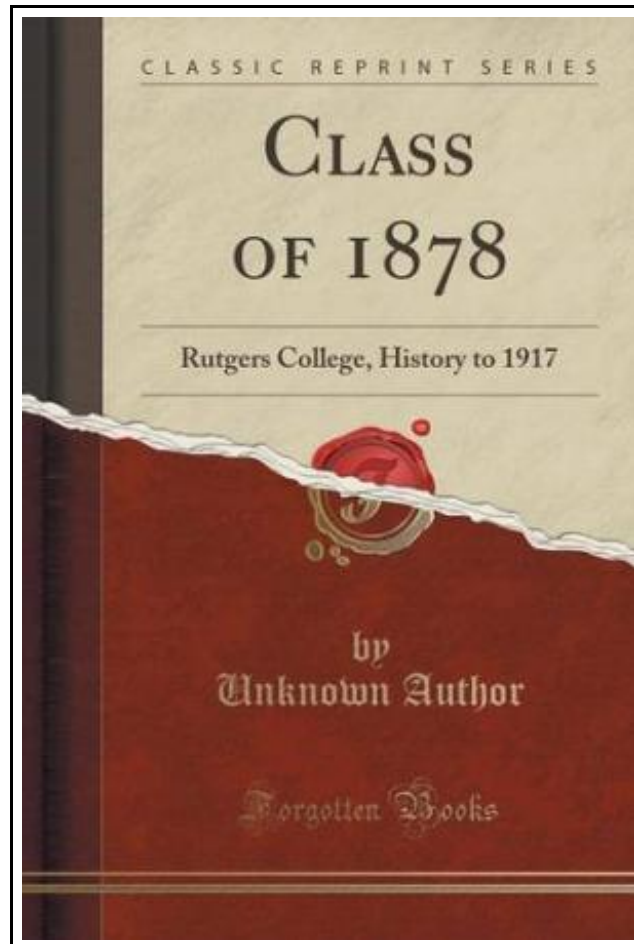 CLASSIC REPRINT SERIES
CLASS
OF 1878
Rutgers College, History to 1917
F
by
Unknown Author
Forgotten Books